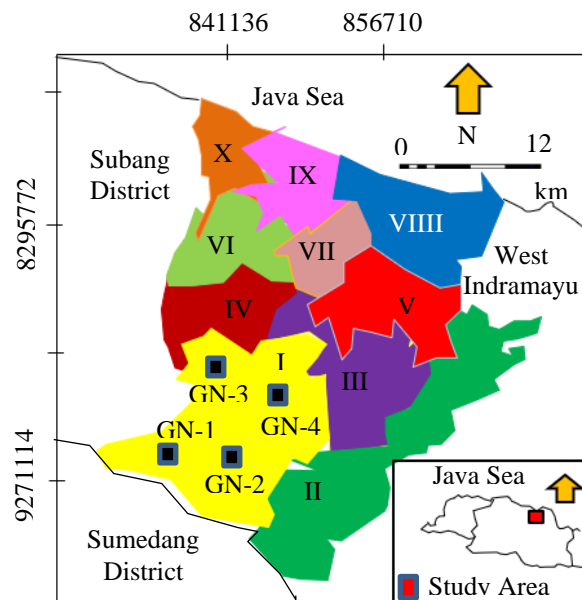 841136 856710
Java Sea
N
0 12
km
Subang
District
X
IX
VIIII
VI
VII
West
Indramayu
8295772
IV
V
I
III
GN-3
GN-4
GN-1
GN-2
II
9271114
Sumedang
District
Java Sea
Study Area